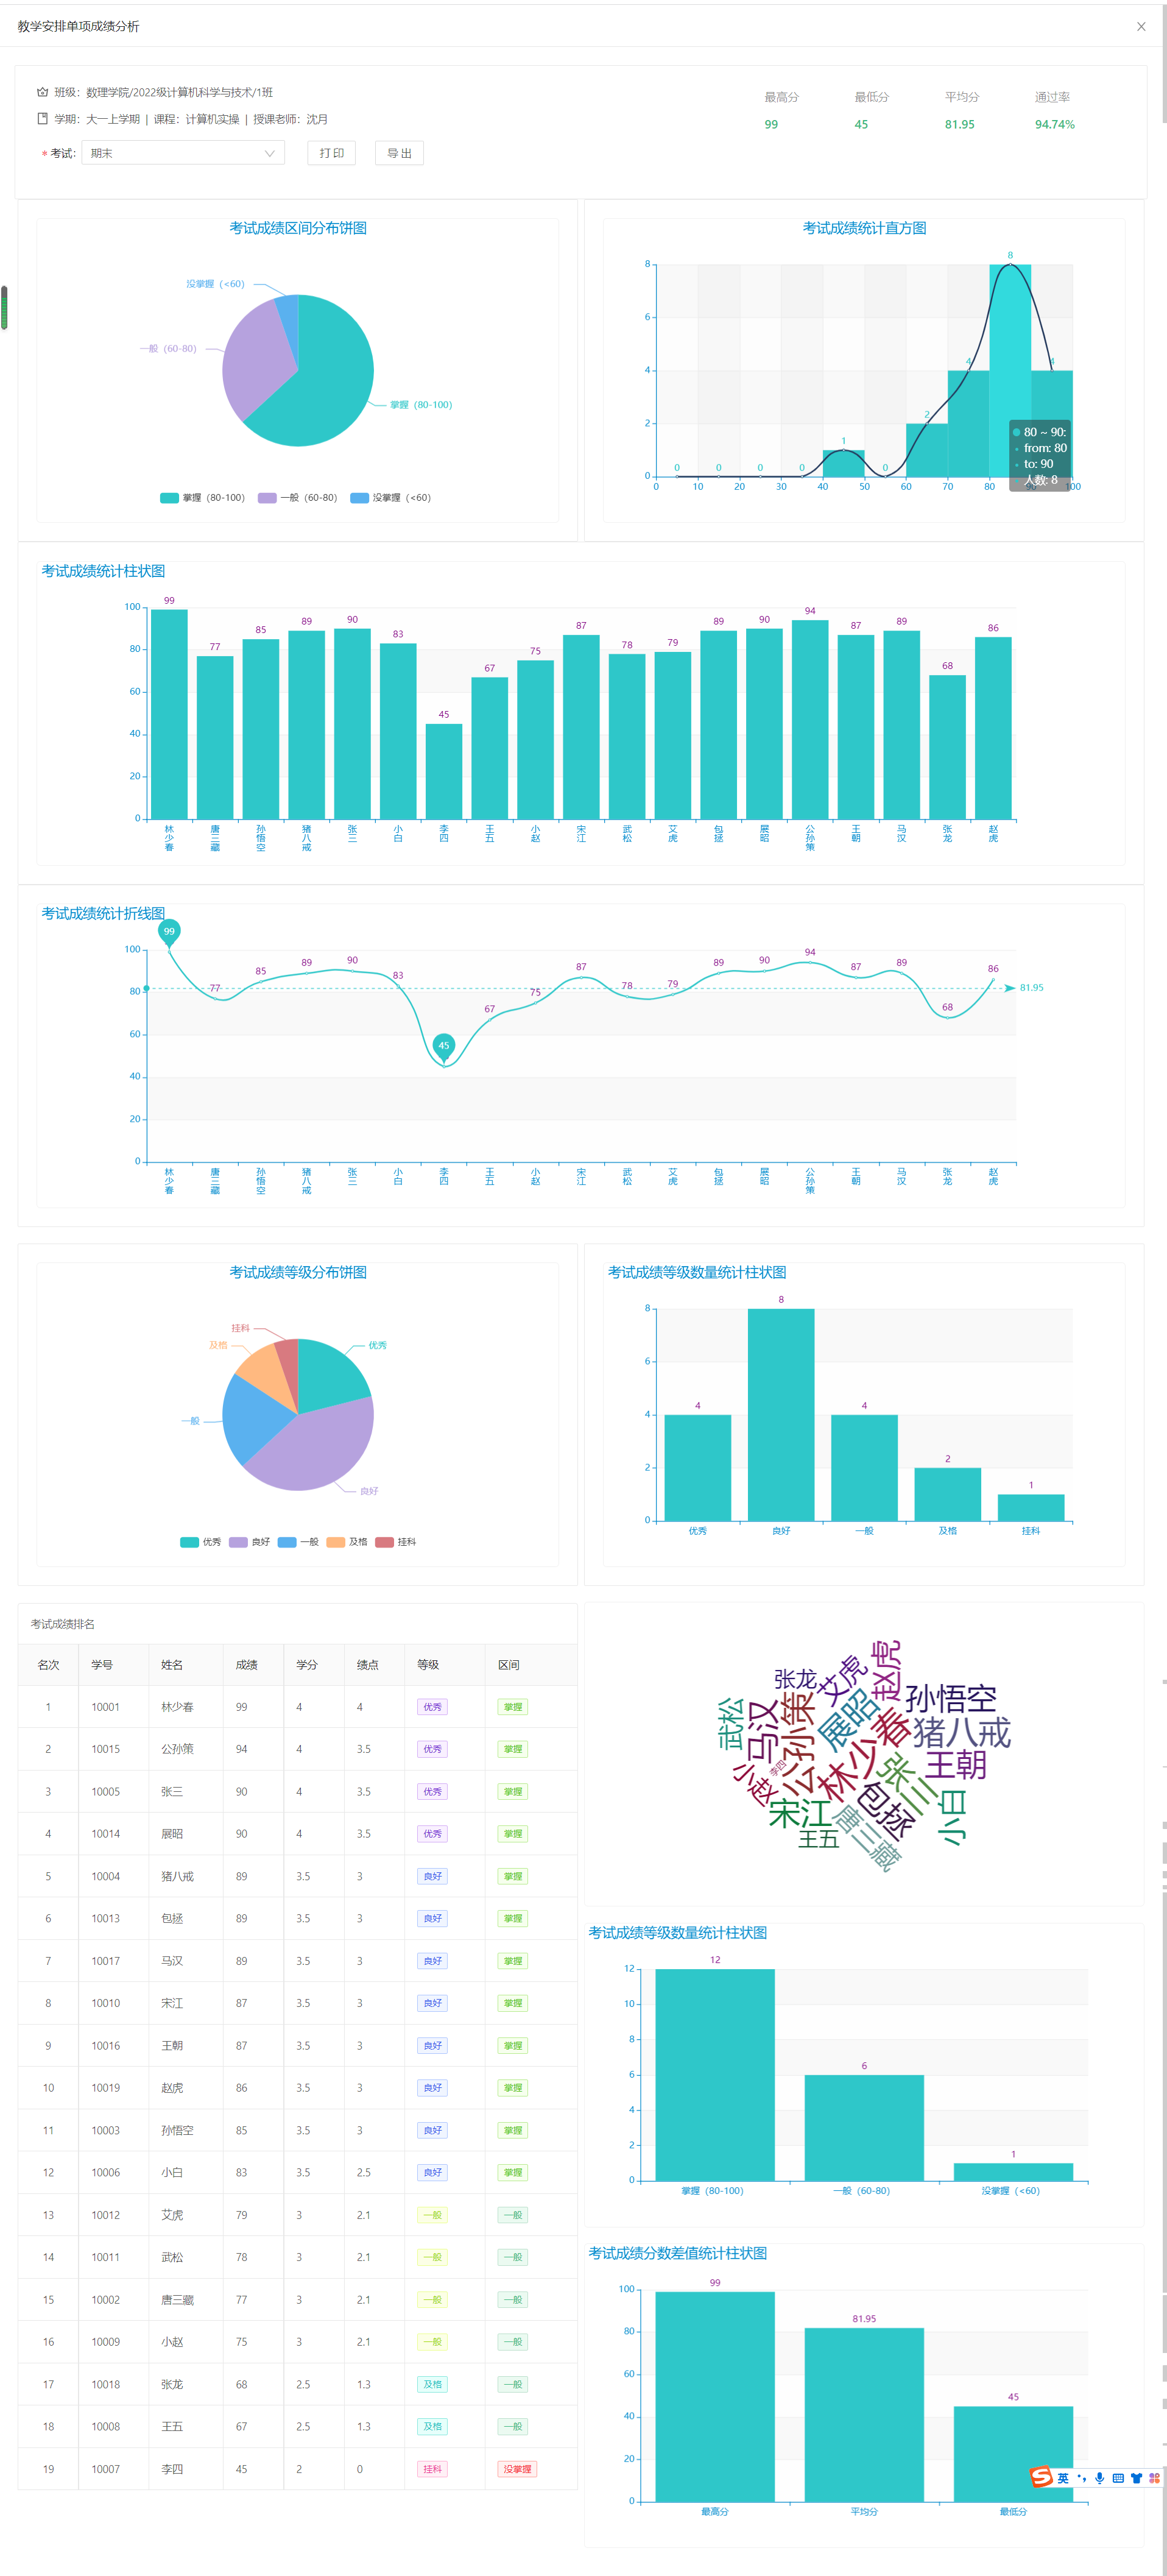 教学安排单项成绩分析
班级：数理学院/2022级计算机科学与技术/1班
学期：大一上学期 | 课程：计算机实操 | 授课老师：沈月
* 考试: 期末 打印 导出
最高分 最低分 平均分 通过率
99 45 81.95 94.74%
考试成绩区间分布饼图
没掌握（<60）
一般（60-80）
掌握（80-100）
掌握（80-100） 一般（60-80） 没掌握（<60）
考试成绩统计直方图
8
8
6
4 4 4
2 2
1
0 0 0 0 0 0
80 ~ 90:
from: 80
to: 90
人数: 8
0 10 20 30 40 50 60 70 80 90 100
考试成绩统计柱状图
100 80 60 40 20 0
99 77 85 89 90 83 45 67 75 87 78 79 89 90 94 87 89 68 86
林少春 唐三藏 孙悟空 猪八戒 张三 小白 李四 王五 小赵 宋江 武松 艾虎 包拯 展昭 公孙策 王朝 马汉 张龙 赵虎
考试成绩统计折线图
100 80 60 40 20 0
99 77 85 89 90 83 45 67 75 87 78 79 89 90 94 87 89 68 86
81.95
林少春 唐三藏 孙悟空 猪八戒 张三 小白 李四 王五 小赵 宋江 武松 艾虎 包拯 展昭 公孙策 王朝 马汉 张龙 赵虎
考试成绩等级分布饼图
挂科
及格
优秀
一般
良好
优秀 良好 一般 及格 挂科
考试成绩等级数量统计柱状图
8 6 4 2 0
4 8 4 2 1
优秀 良好 一般 及格 挂科
考试成绩排名
名次 学号 姓名 成绩 学分 绩点 等级 区间
1 10001 林少春 99 4 4 优秀 掌握
2 10015 公孙策 94 4 3.5 优秀 掌握
3 10005 张三 90 4 3.5 优秀 掌握
4 10014 展昭 90 4 3.5 优秀 掌握
5 10004 猪八戒 89 3.5 3 良好 掌握
6 10013 包拯 89 3.5 3 良好 掌握
7 10017 马汉 89 3.5 3 良好 掌握
8 10010 宋江 87 3.5 3 良好 掌握
9 10016 王朝 87 3.5 3 良好 掌握
10 10019 赵虎 86 3.5 3 良好 掌握
11 10003 孙悟空 85 3.5 3 良好 掌握
12 10006 小白 83 3.5 2.5 良好 掌握
13 10012 艾虎 79 3 2.1 一般 一般
14 10011 武松 78 3 2.1 一般 一般
15 10002 唐三藏 77 3 2.1 一般 一般
16 10009 小赵 75 3 2.1 一般 一般
17 10018 张龙 68 2.5 1.3 及格 一般
18 10008 王五 67 2.5 1.3 及格 一般
19 10007 李四 45 2 0 挂科 没掌握
张龙
艾虎
赵虎
孙悟空
武松
马汉
公孙策
展昭
林少春
猪八戒
王朝
小赵
李四
张三
包拯
小白
宋江
王五
唐三藏
考试成绩等级数量统计柱状图
12 10 8 6 4 2 0
12 6 1
掌握（80-100） 一般（60-80） 没掌握（<60）
考试成绩分数差值统计柱状图
100 80 60 40 20 0
99 81.95 45
最高分 平均分 最低分
S 英